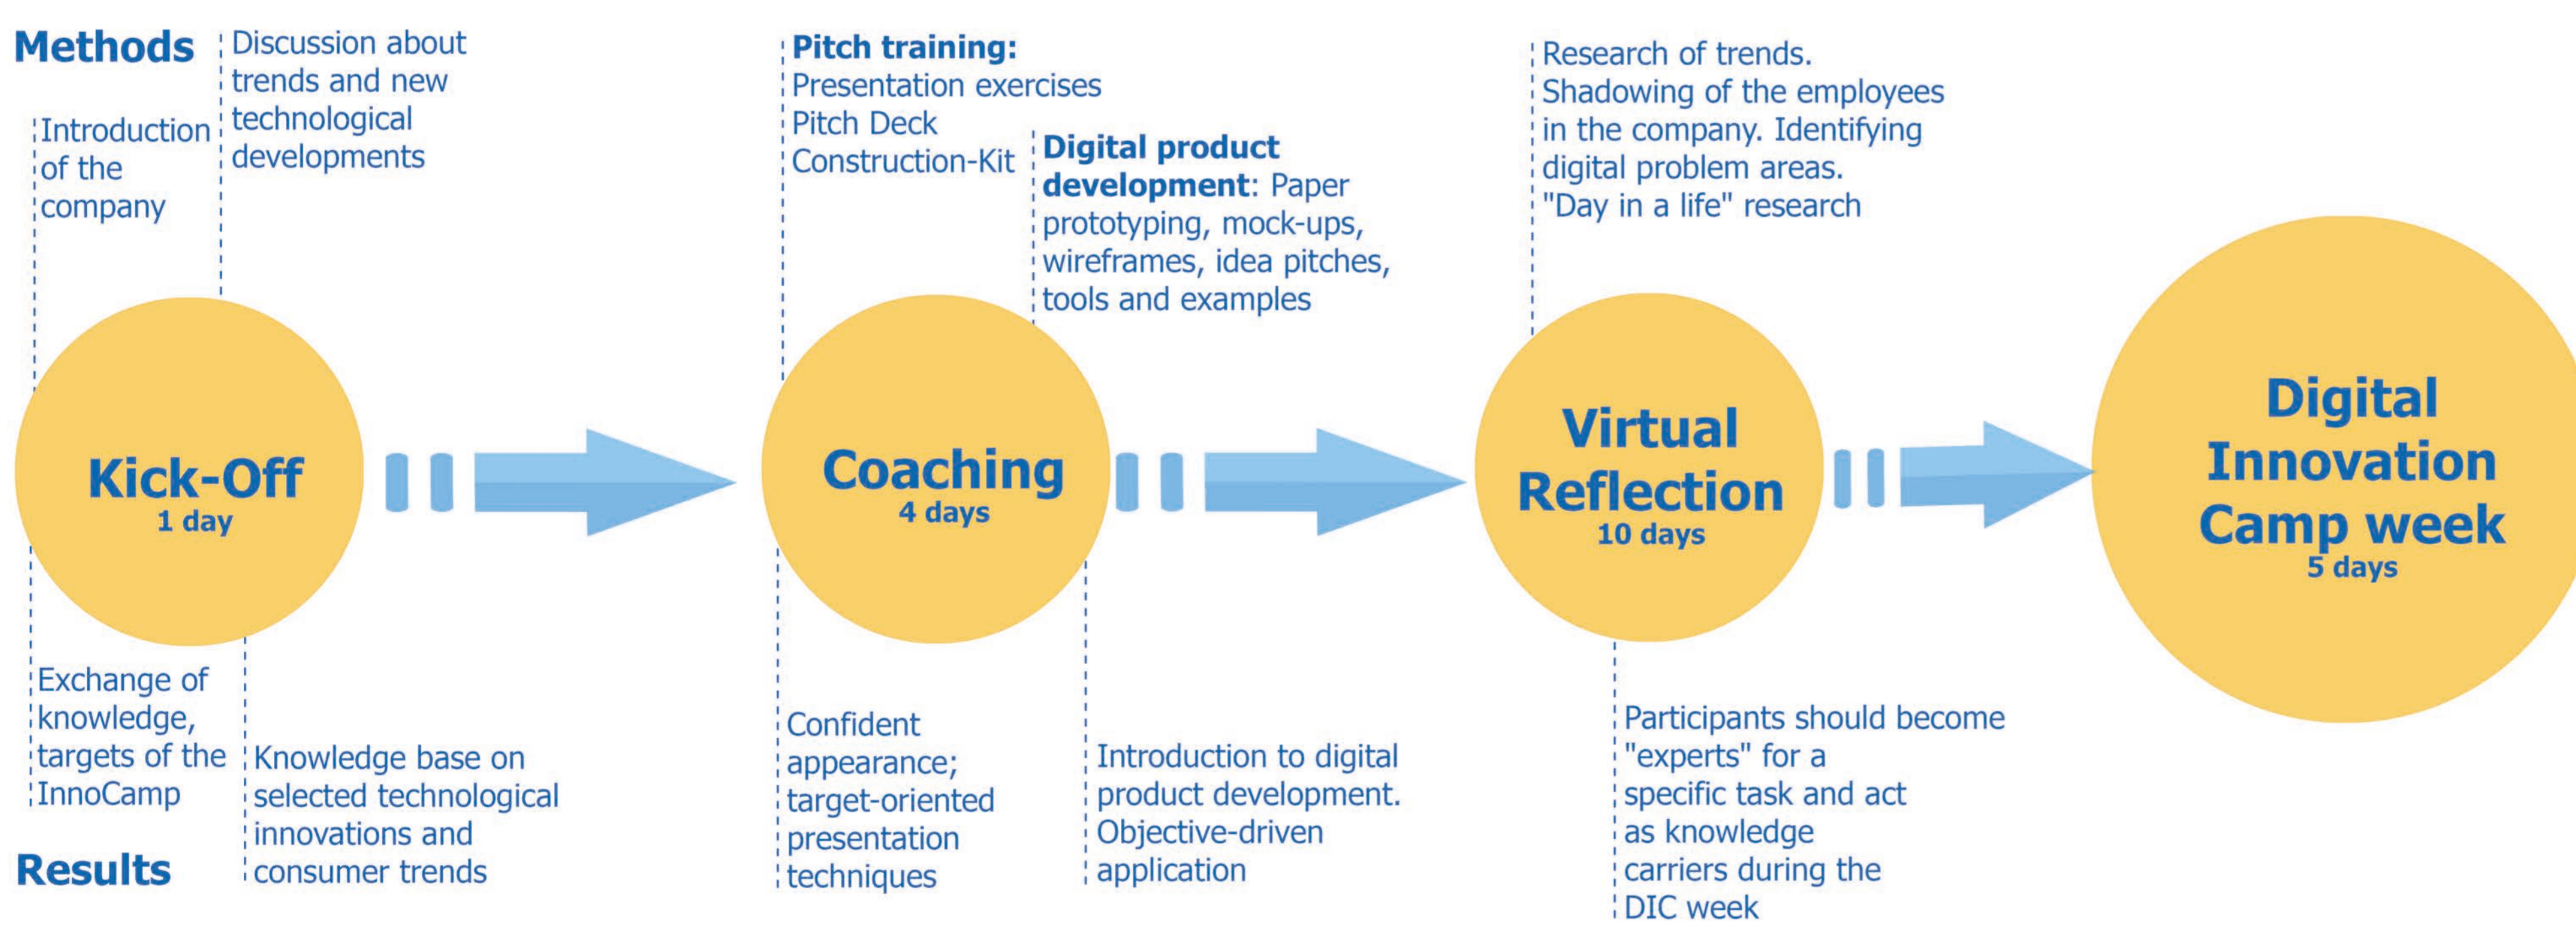 Methods
Introduction
of the
company
Discussion about
trends and new
technological
developments
Pitch training:
Presentation exercises
Pitch Deck
Construction-Kit
Digital product
development: Paper
prototyping, mock-ups,
wireframes, idea pitches,
tools and examples
Research of trends.
Shadowing of the employees
in the company. Identifying
digital problem areas.
"Day in a life" research
Kick-Off
1 day
Coaching
4 days
Virtual
Reflection
10 days
Digital
Innovation
Camp week
5 days
Exchange of
knowledge,
targets of the
InnoCamp
Knowledge base on
selected technological
innovations and
consumer trends
Confident
appearance;
target-oriented
presentation
techniques
Introduction to digital
product development.
Objective-driven
application
Participants should become
"experts" for a
specific task and act
as knowledge
carriers during the
DIC week
Results